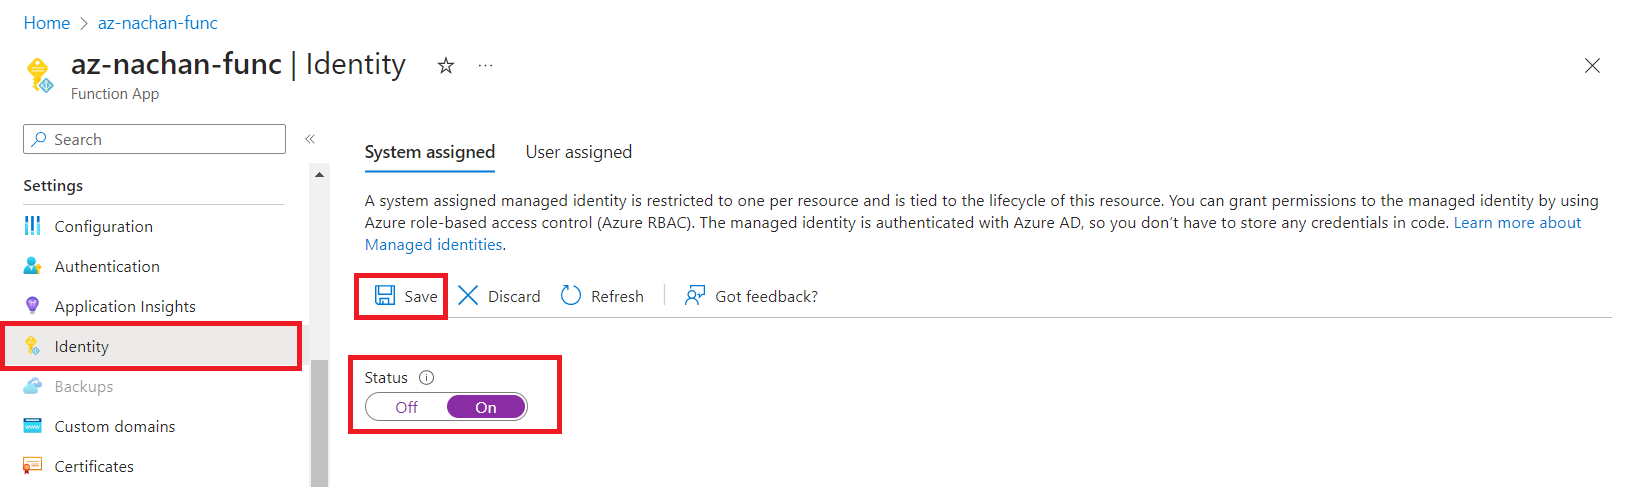 Home > az-nachan-func
az-nachan-func | Identity
Function App
Search
Settings
Configuration
Authentication
Application Insights
Identity
Backups
Custom domains
Certificates
System assigned User assigned
A system assigned managed identity is restricted to one per resource and is tied to the lifecycle of this resource. You can grant permissions to the managed identity by using
Azure role-based access control (Azure RBAC). The managed identity is authenticated with Azure AD, so you don't have to store any credentials in code. Learn more about
Managed identities.
Save Discard Refresh Got feedback?
Status
Off On